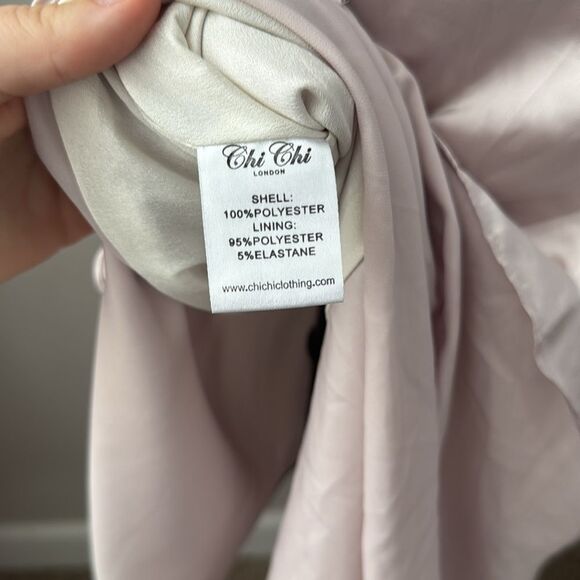 Chi Chi
LONDON
SHELL:
100%POLYESTER
LINING:
95%POLYESTER
5%ELASTANE
www.chichiclothing.com